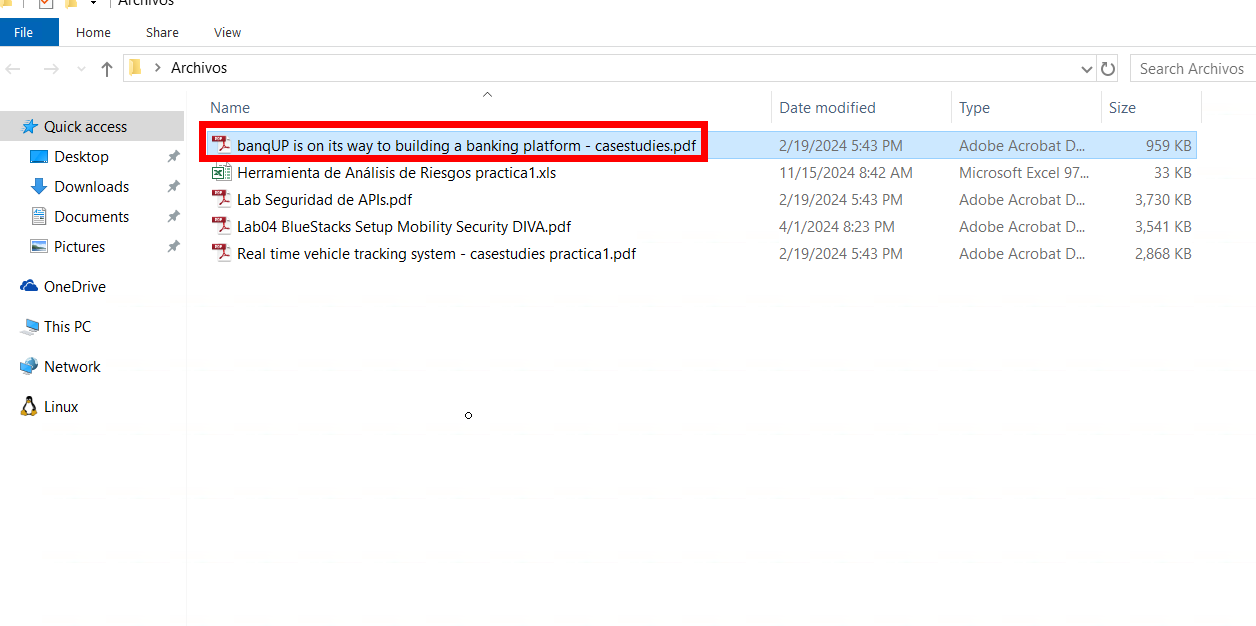 Archivos
File Home Share View
Archivos Search Archivos
Name Date modified Type Size
Quick access
Desktop
Downloads
Documents
Pictures
OneDrive
This PC
Network
Linux
banqUP is on its way to building a banking platform - casestudies.pdf 2/19/2024 5:43 PM Adobe Acrobat D... 959 KB
Herramienta de Análisis de Riesgos practica1.xls 11/15/2024 8:42 AM Microsoft Excel 97... 33 KB
Lab Seguridad de APIs.pdf 2/19/2024 5:43 PM Adobe Acrobat D... 3,730 KB
Lab04 BlueStacks Setup Mobility Security DIVA.pdf 4/1/2024 8:23 PM Adobe Acrobat D... 3,541 KB
Real time vehicle tracking system - casestudies practica1.pdf 2/19/2024 5:43 PM Adobe Acrobat D... 2,868 KB